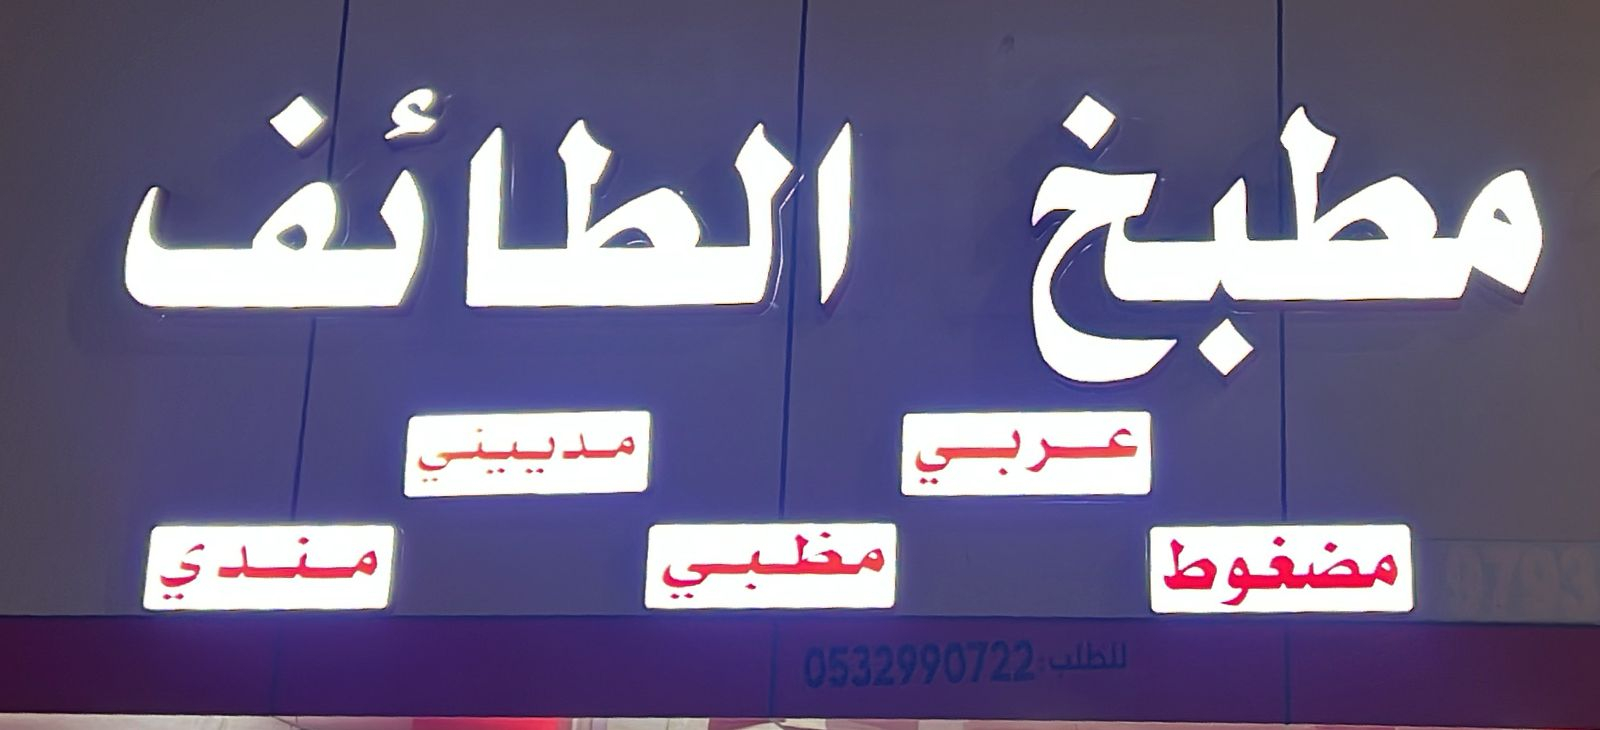 مطبخ الطائف
عربي مدييني
مضغوط مظبي مندي
للطلب: 0532990722